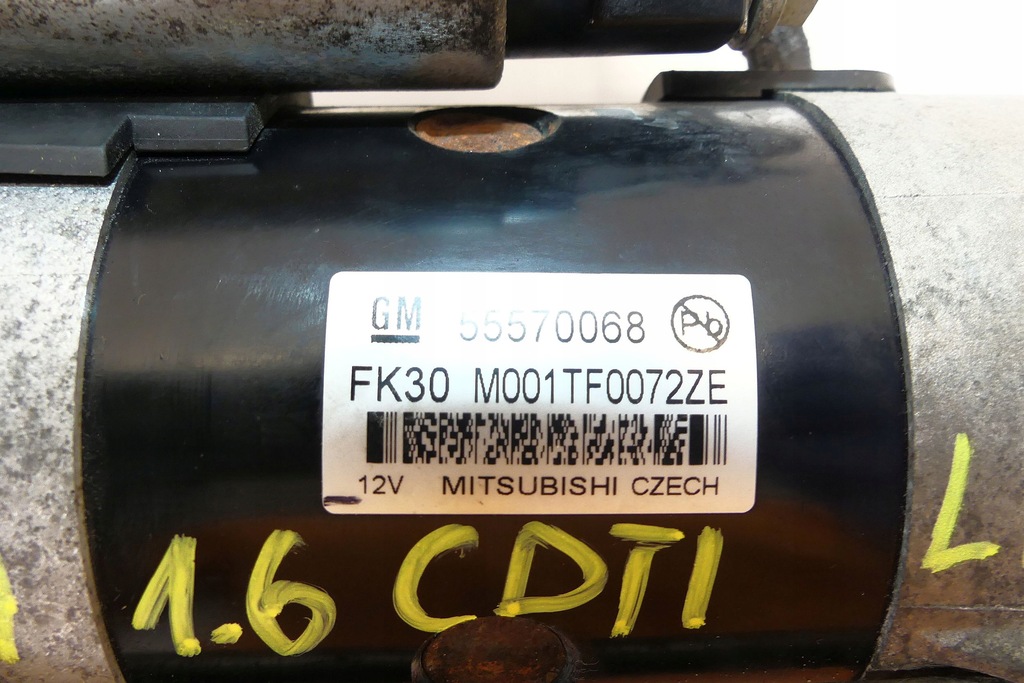 GM 55570068 Pb
FK30 M001TF0072ZE
12V MITSUBISHI CZECH
1.6 CDTI L